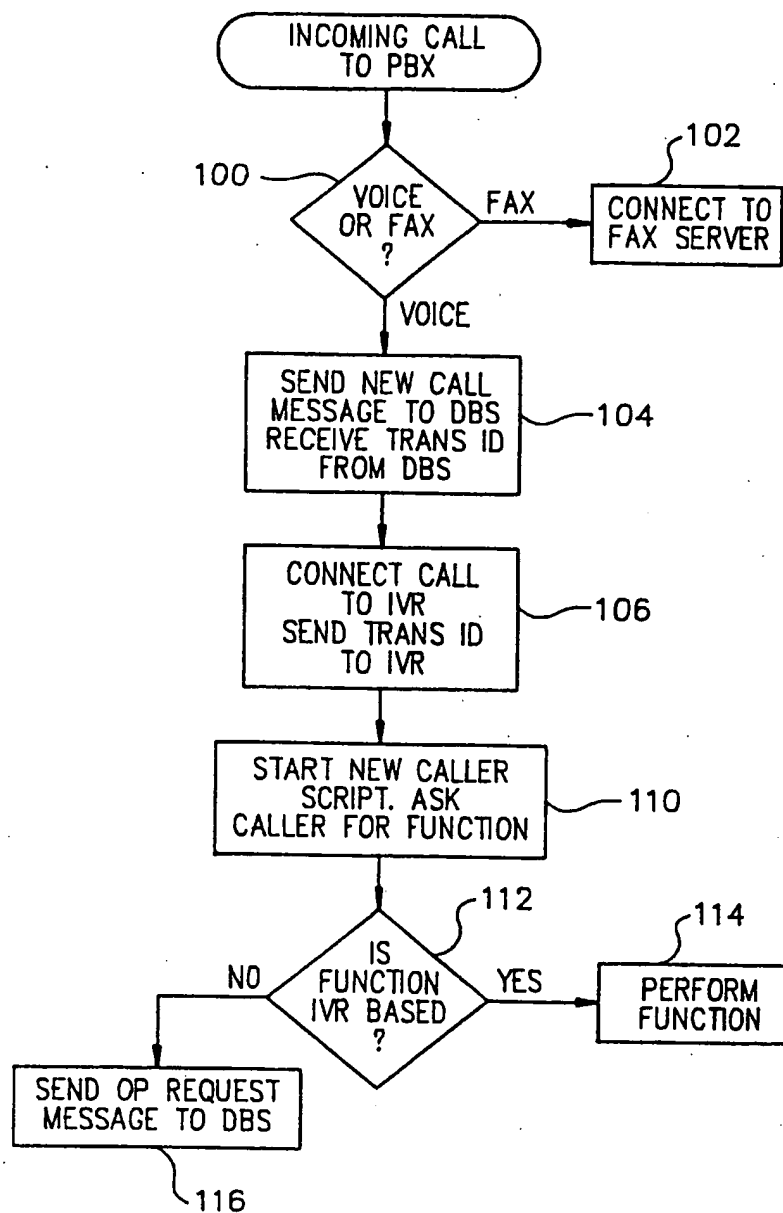 INCOMING CALL
TO PBX
102
100
VOICE
OR FAX
?
FAX
CONNECT TO
FAX SERVER
VOICE
SEND NEW CALL
MESSAGE TO DBS
RECEIVE TRANS ID
FROM DBS
104
CONNECT CALL
TO IVR
SEND TRANS ID
TO IVR
106
START NEW CALLER
SCRIPT. ASK
CALLER FOR FUNCTION
110
112
114
IS
FUNCTION
IVR BASED
?
NO
YES
PERFORM
FUNCTION
SEND OP REQUEST
MESSAGE TO DBS
116